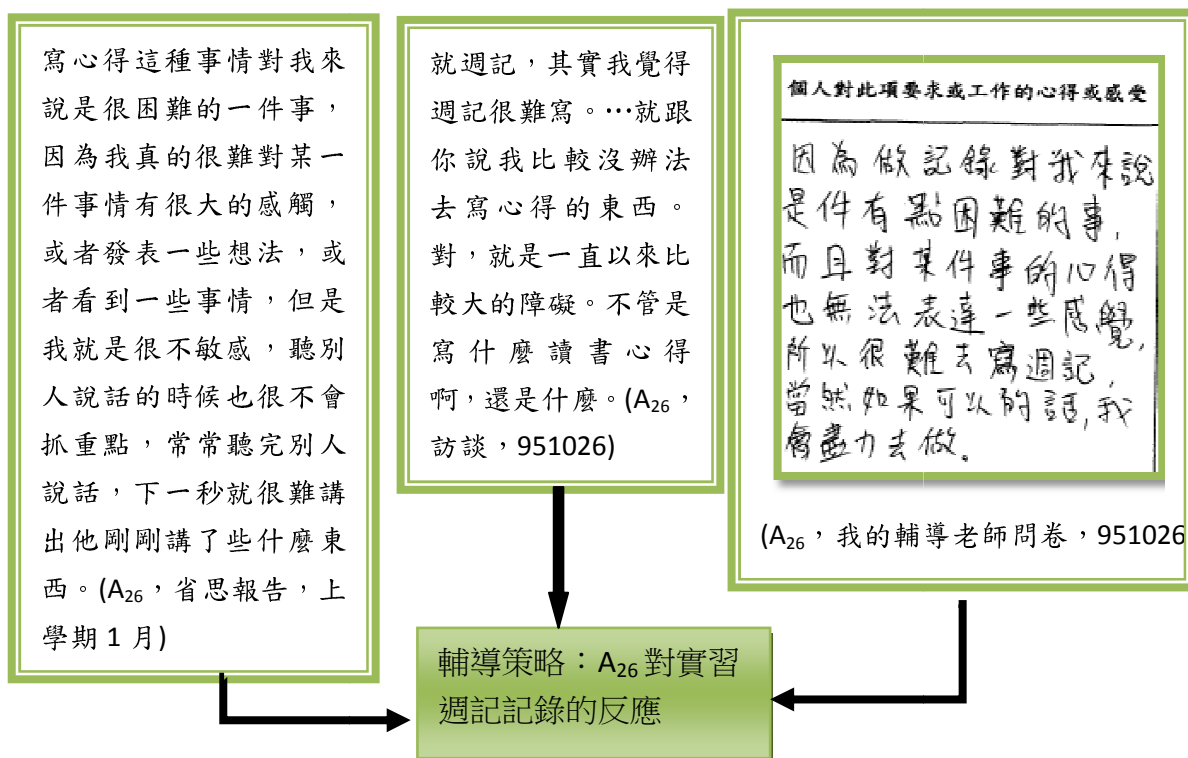 寫心得這種事情對我來
說是很困難的一件事，
因為我真的很難對某一
件事情有很大的感觸，
或者發表一些想法，或
者看到一些事情，但是
我就是很不敏感，聽別
人說話的時候也很不會
抓重點，常常聽完別人
說話，下一秒就很難講
出他剛剛講了些什麼東
西。(A26，省思報告，上
學期1月)
就週記，其實我覺得
週記很難寫。…就跟
你說我比較沒辦法
去寫心得的東西。
對，就是一直以來比
較大的障礙。不管是
寫什麼讀書心得
啊，還是什麼。(A26，
訪談，951026)
個人對此項要求或工作的心得或感受
因為做記錄對我來說
是件有點困難的事，
而且對某件事的心得
也無法表達一些感覺，
所以很難去寫週記，
當然如果可以的話，我
會盡力去做。
(A26，我的輔導老師問卷，951026
輔導策略：A26對實習
週記記錄的反應